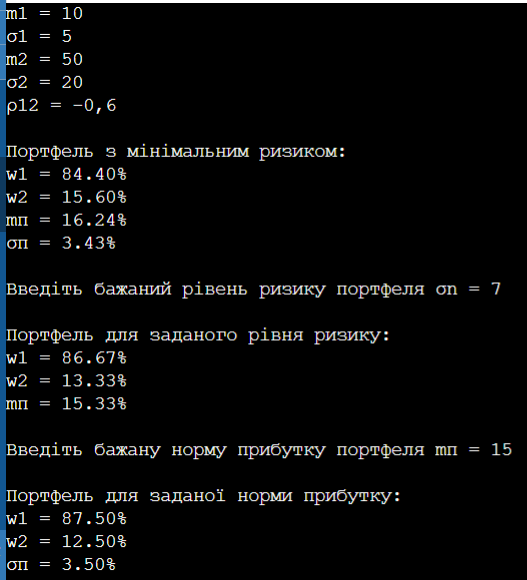 m1 = 10
σ1 = 5
m2 = 50
σ2 = 20
ρ12 = -0,6
Портфель з мінімальним ризиком:
w1 = 84.40%
w2 = 15.60%
mп = 16.24%
σп = 3.43%
Введіть бажаний рівень ризику портфеля σп = 7
Портфель для заданого рівня ризику:
w1 = 86.67%
w2 = 13.33%
mп = 15.33%
Введіть бажану норму прибутку портфеля mп = 15
Портфель для заданої норми прибутку:
w1 = 87.50%
w2 = 12.50%
σп = 3.50%